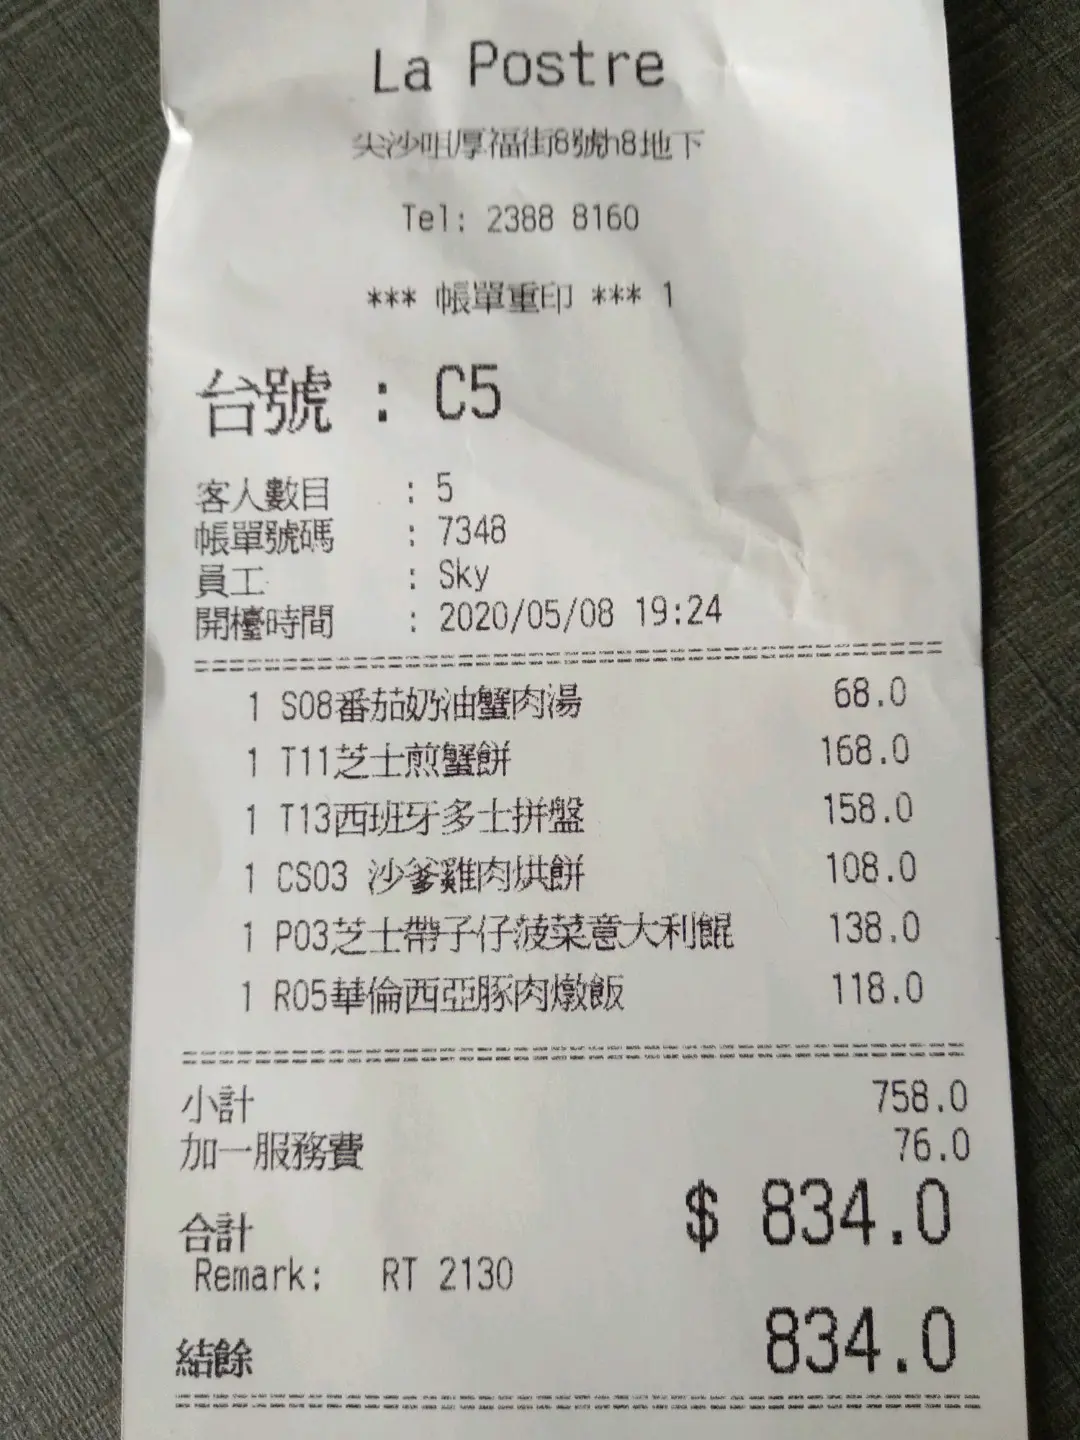 La Postre
尖沙咀厚福街8號h8地下
Tel: 2388 8160
*** 帳單重印 *** 1
台號 : C5
客人數目 : 5
帳單號碼 : 7348
員工 : Sky
開檯時間 : 2020/05/08 19:24
1 S08番茄奶油蟹肉湯 68.0
1 T11芝士煎蟹餅 168.0
1 T13西班牙多士拼盤 158.0
1 CS03 沙爹雞肉烘餅 108.0
1 P03芝士帶子仔菠菜意大利餛 138.0
1 R05華倫西亞豚肉燉飯 118.0
小計 758.0
加一服務費 76.0
合計 $ 834.0
Remark: RT 2130
結餘 834.0